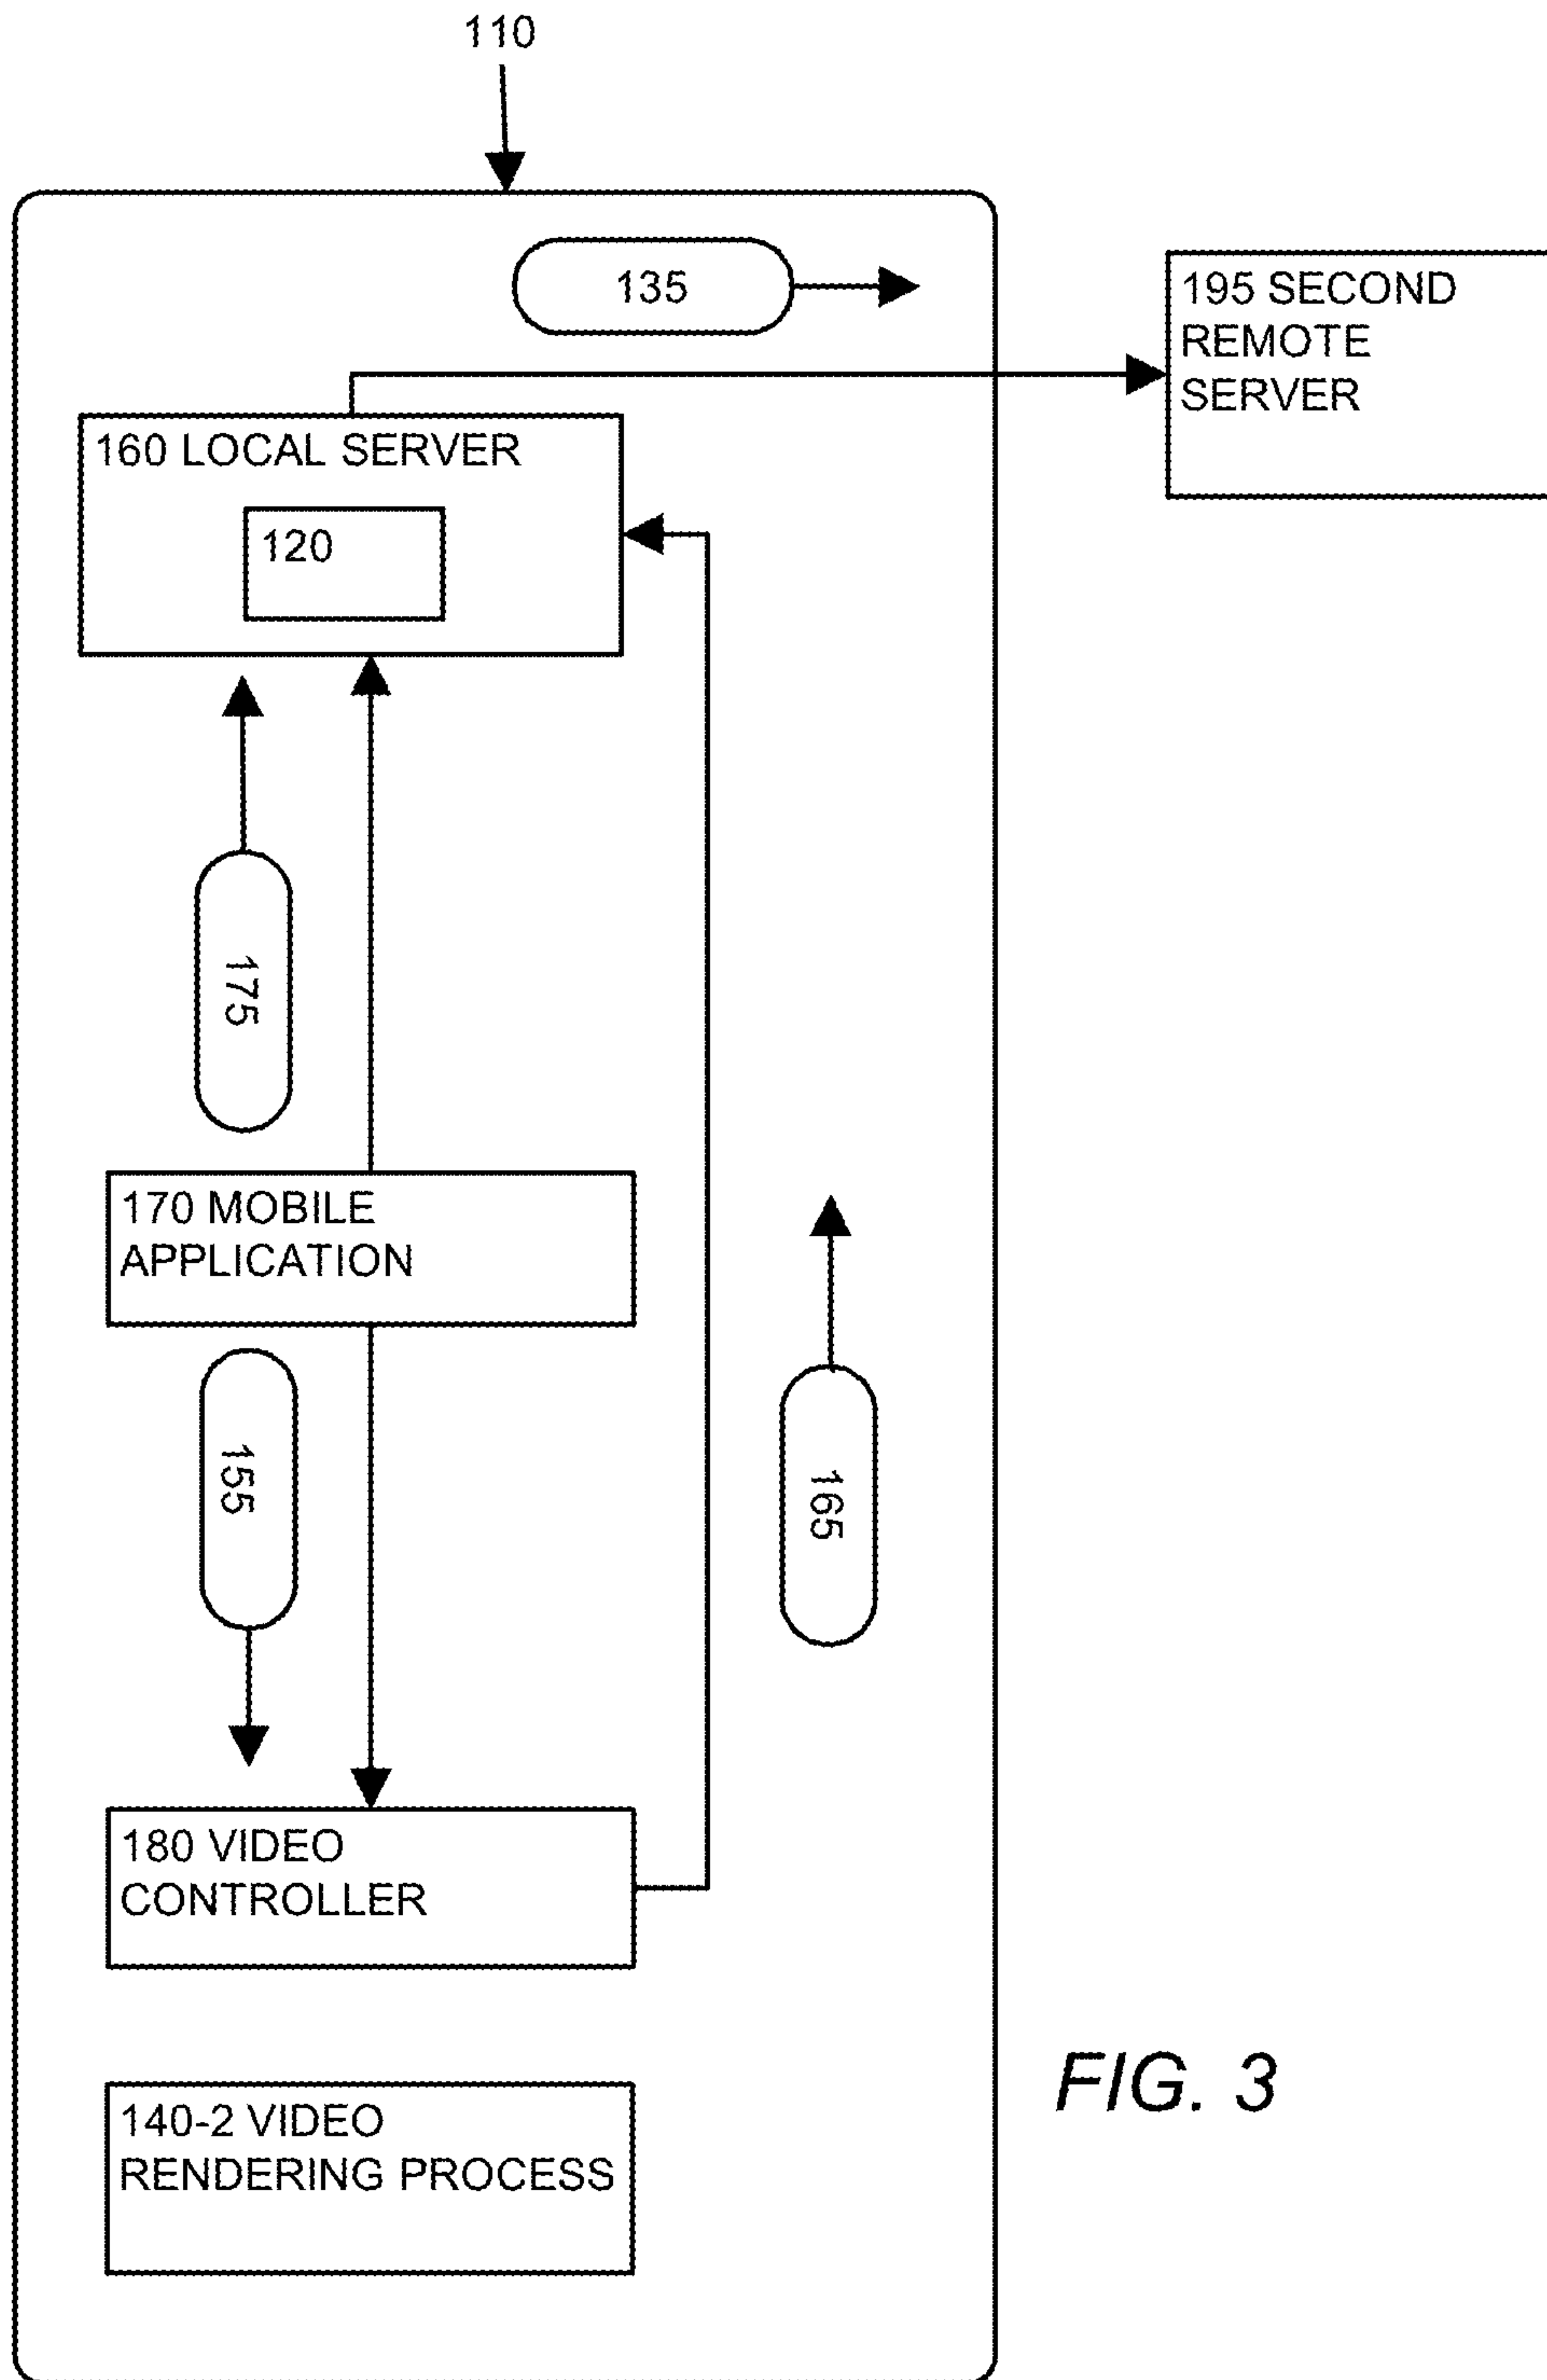 110
135
195 SECOND
REMOTE
SERVER
160 LOCAL SERVER
120
175
170 MOBILE
APPLICATION
155
165
180 VIDEO
CONTROLLER
140-2 VIDEO
RENDERING PROCESS
FIG. 3